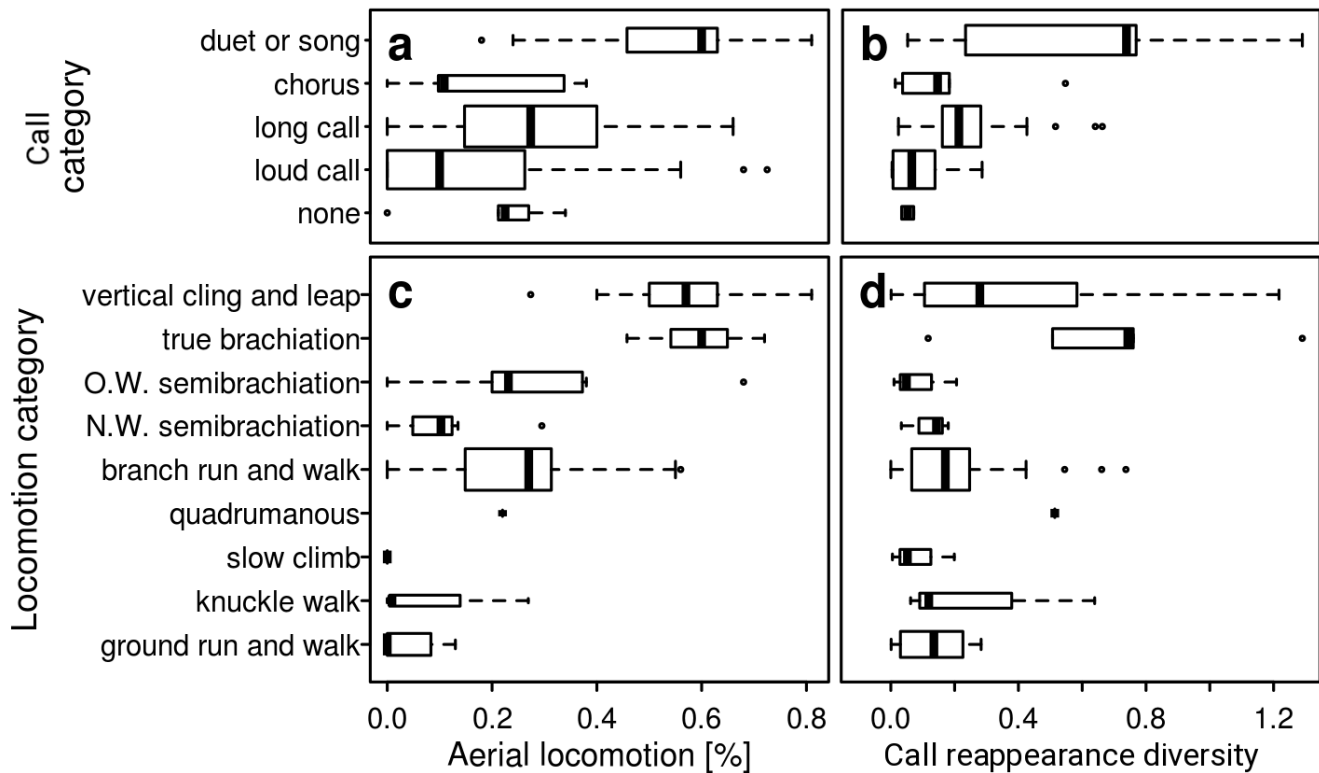 Call
category
duet or song
chorus
long call
loud call
none
a
b
Locomotion category
vertical cling and leap
true brachiation
O.W. semibrachiation
N.W. semibrachiation
branch run and walk
quadrumanous
slow climb
knuckle walk
ground run and walk
c
d
0.0 0.2 0.4 0.6 0.8
Aerial locomotion [%]
0.0 0.4 0.8 1.2
Call reappearance diversity